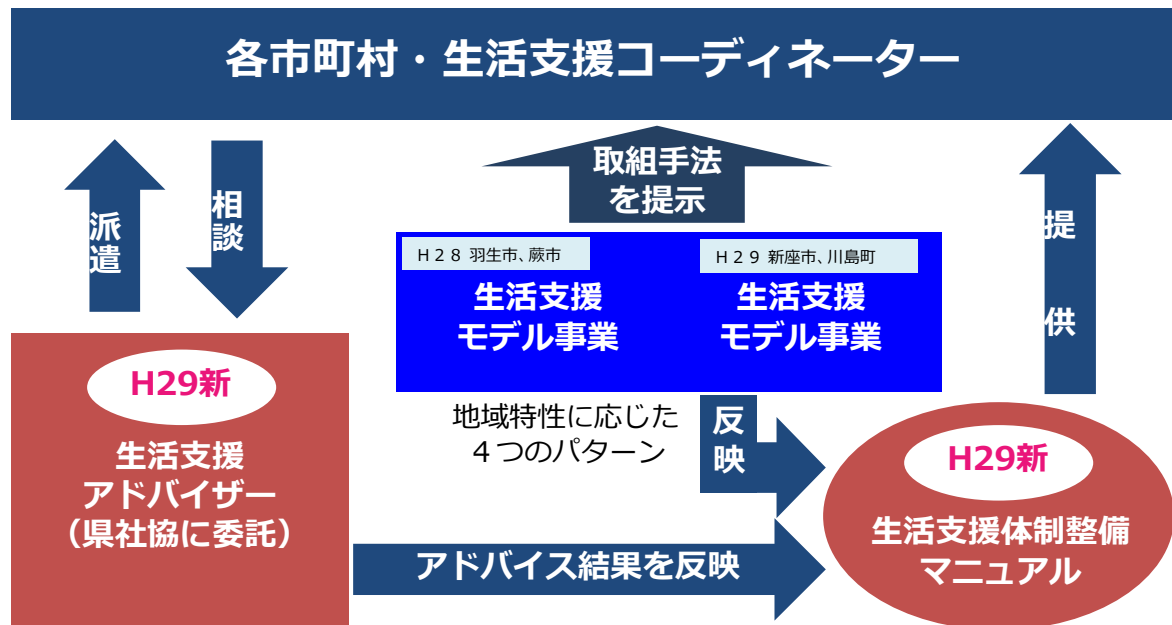 各市町村・生活支援コーディネーター
派遣
相談
取組手法
を提示
提供
Ｈ２８ 羽生市、蕨市
生活支援
モデル事業
Ｈ２９ 新座市、川島町
生活支援
モデル事業
地域特性に応じた
４つのパターン
反映
H29新
生活支援
アドバイザー
（県社協に委託）
アドバイス結果を反映
H29新
生活支援体制整備
マニュアル